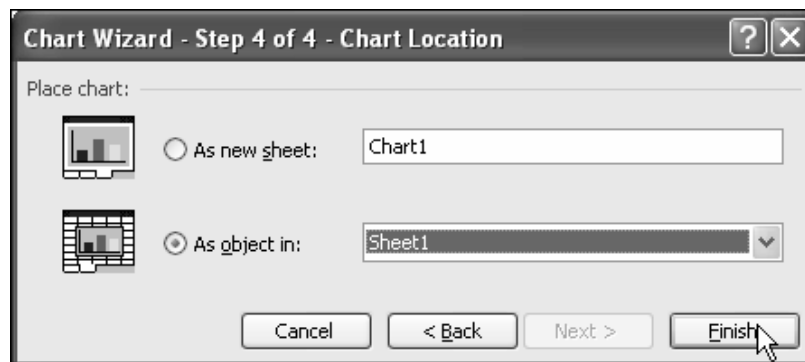 Chart Wizard - Step 4 of 4 - Chart Location
Place chart:
As new sheet: Chart1
As object in: Sheet1
Cancel < Back Next > Finish